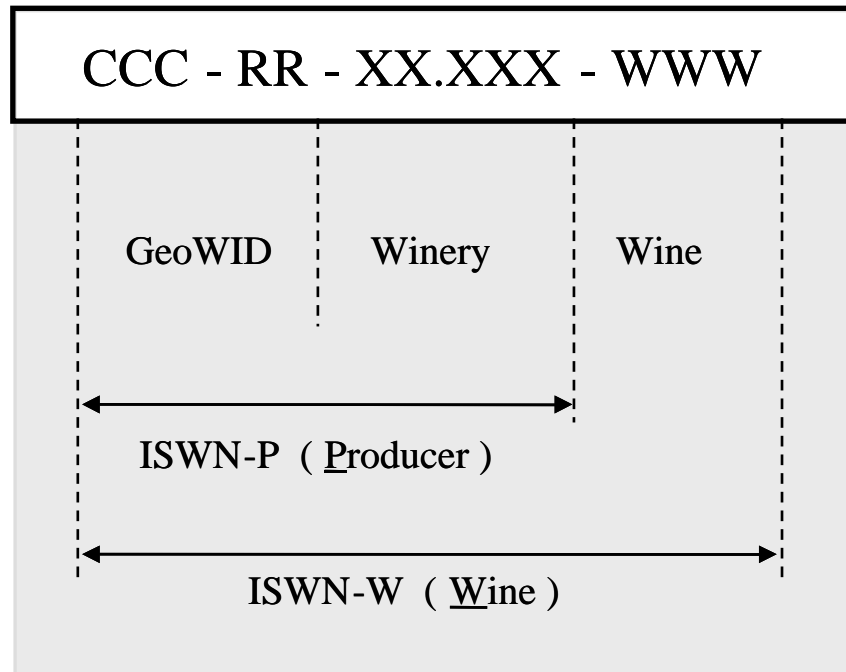 CCC - RR - XX.XXX - WWW
GeoWID Winery Wine
ISWN-P ( Producer )
ISWN-W ( Wine )